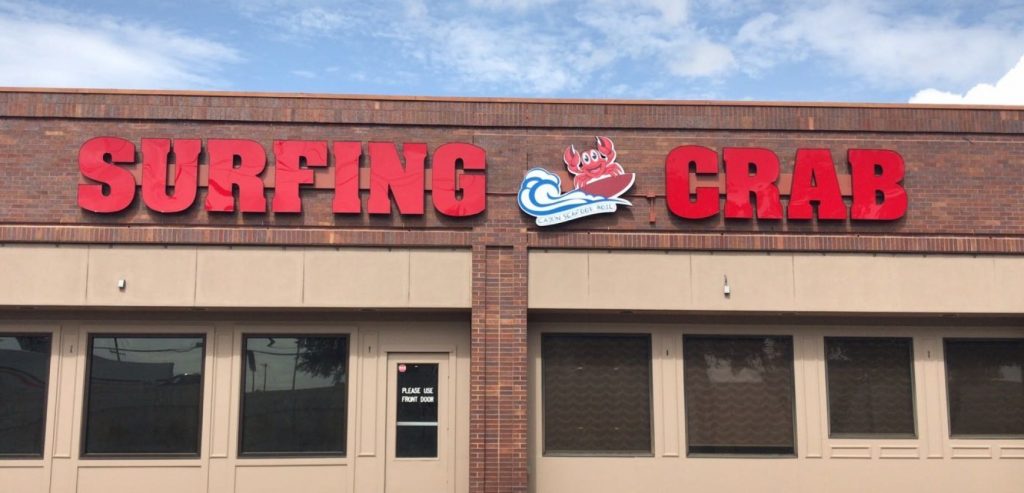 SURFING CRAB
CAJUN SEAFOOD BOIL
PLEASE USE
FRONT DOOR